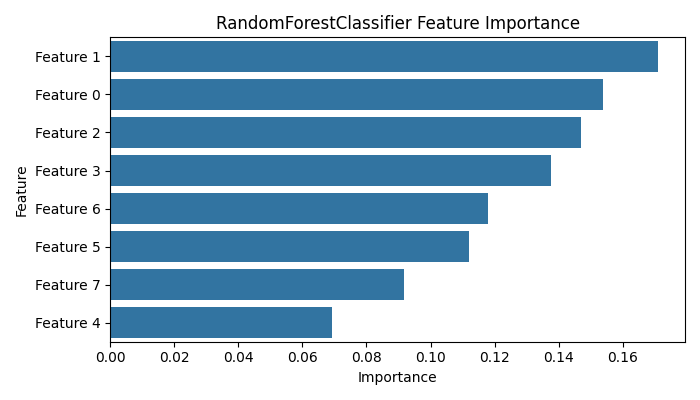 RandomForestClassifier Feature Importance
Feature
Feature 1
Feature 0
Feature 2
Feature 3
Feature 6
Feature 5
Feature 7
Feature 4
0.00 0.02 0.04 0.06 0.08 0.10 0.12 0.14 0.16
Importance